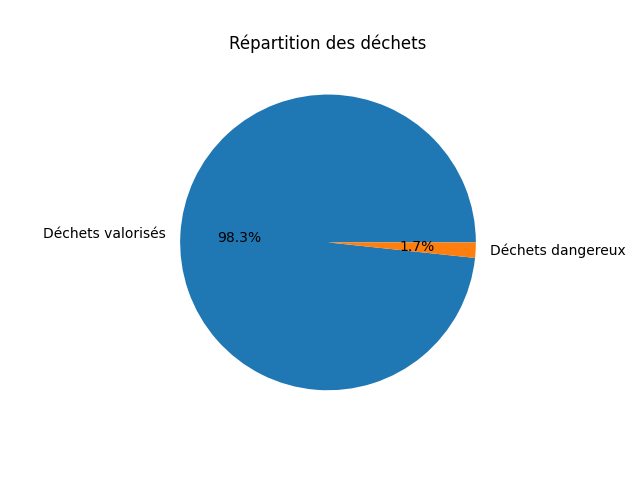 Répartition des déchets
Déchets valorisés
98.3%
1.7%
Déchets dangereux